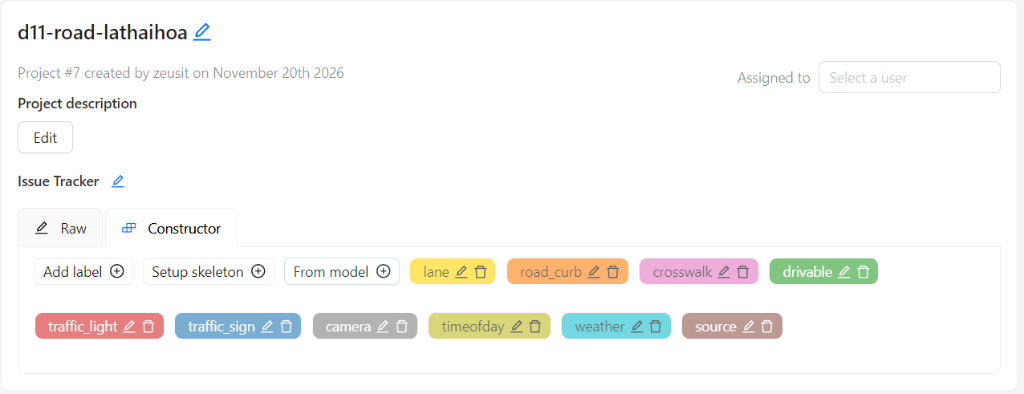 d11-road-lathaihoa
Project #7 created by zeusit on November 20th 2026
Assigned to Select a user
Project description
Edit
Issue Tracker
Raw Constructor
Add label Setup skeleton From model lane road_curb crosswalk drivable
traffic_light traffic_sign camera timeofday weather source